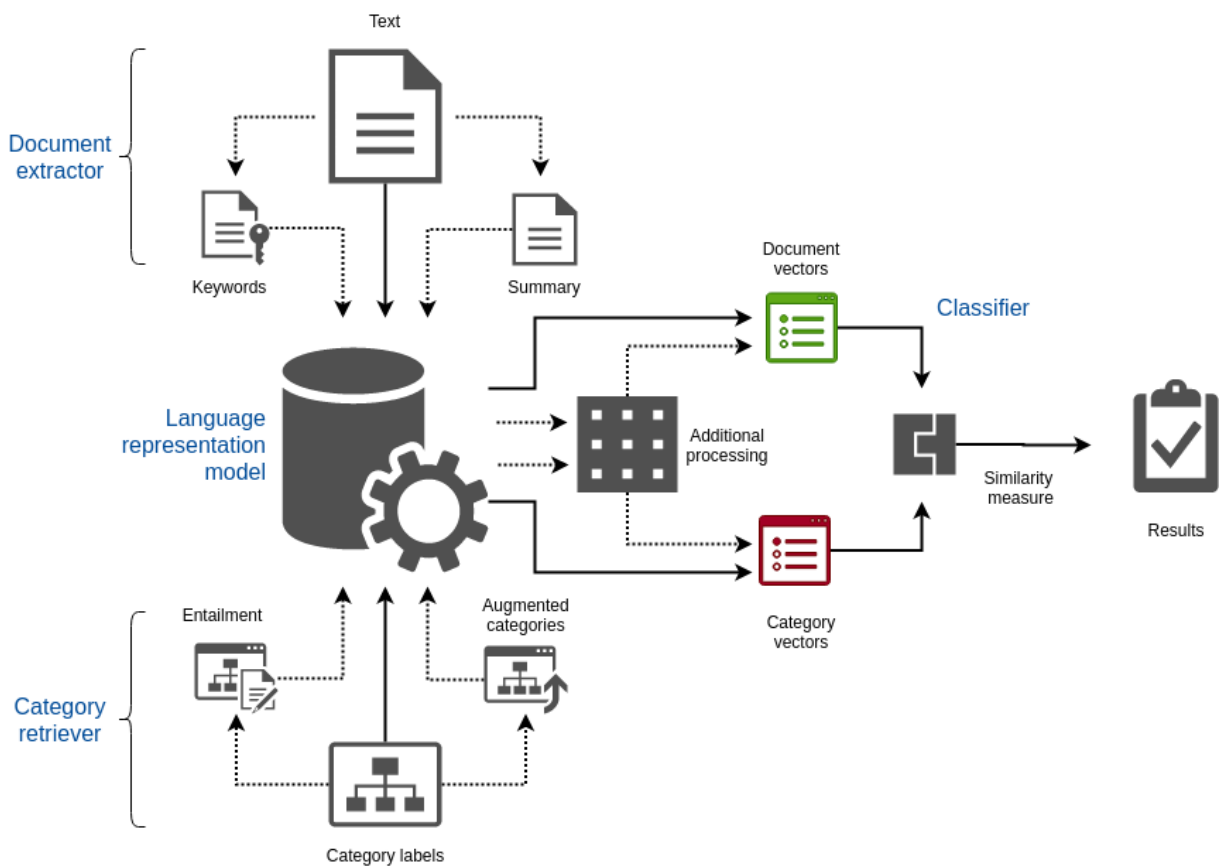 Text
Document
extractor
Keywords
Summary
Document
vectors
Classifier
Language
representation
model
Additional
processing
Similarity
measure
Results
Entailment
Augmented
categories
Category
vectors
Category
retriever
Category labels